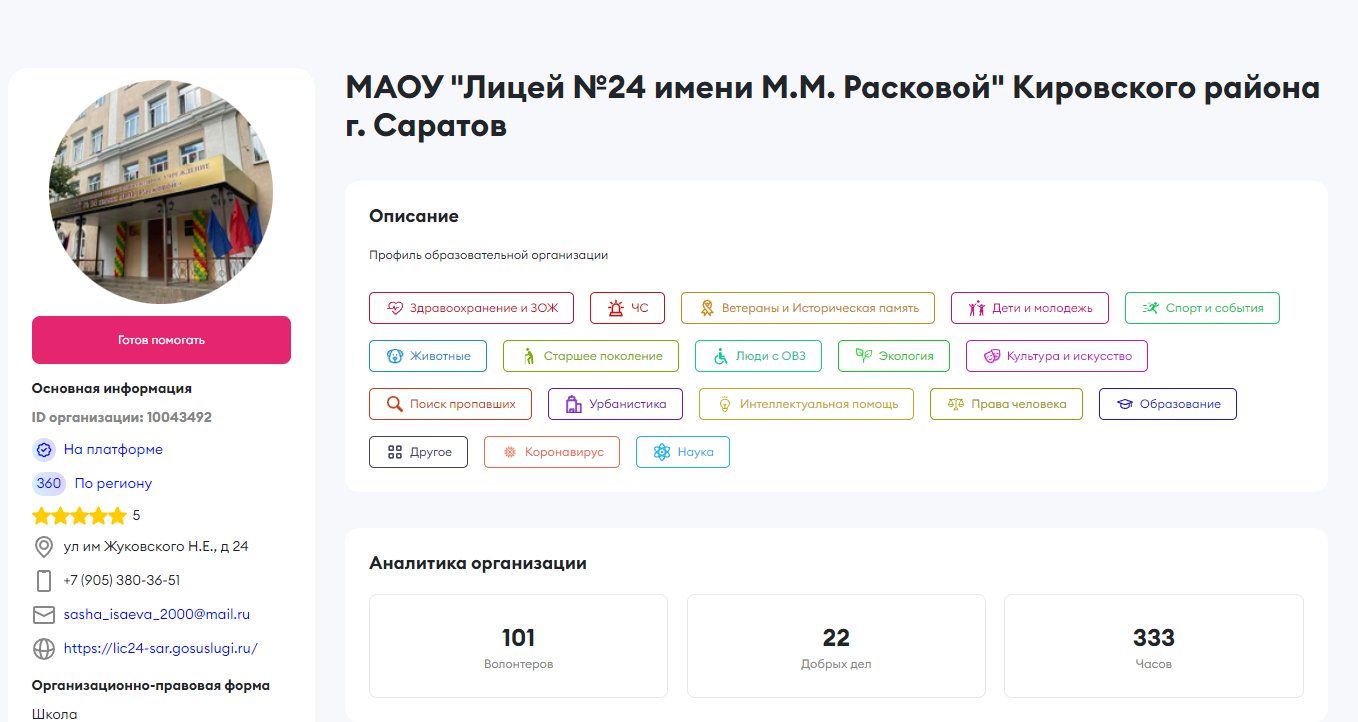 МАОУ "Лицей №24 имени М.М. Расковой" Кировского района
г. Саратов
УЧРЕЖДЕНИЕ
Готов помогать
Основная информация
ID организации: 10043492
На платформе
360 По региону
5
ул им Жуковского Н.Е., д 24
+7 (905) 380-36-51
sasha_isaeva_2000@mail.ru
https://lic24-sar.gosuslugi.ru/
Организационно-правовая форма
Школа
Описание
Профиль образовательной организации
Здравоохранение и ЗОЖ ЧС Ветераны и Историческая память Дети и молодежь Спорт и события
Животные Старшее поколение Люди с ОВЗ Экология Культура и искусство
Поиск пропавших Урбанистика Интеллектуальная помощь Права человека Образование
Другое Коронавирус Наука
Аналитика организации
101 22 333
Волонтеров Добрых дел Часов